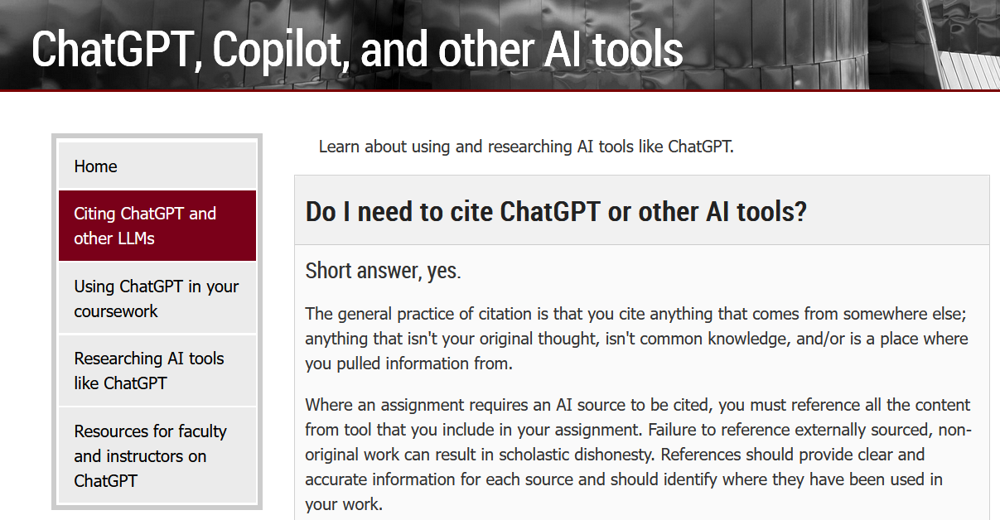 ChatGPT, Copilot, and other AI tools
Home
Citing ChatGPT and
other LLMs
Using ChatGPT in your
coursework
Researching AI tools
like ChatGPT
Resources for faculty
and instructors on
ChatGPT
Learn about using and researching AI tools like ChatGPT.
Do I need to cite ChatGPT or other AI tools?
Short answer, yes.
The general practice of citation is that you cite anything that comes from somewhere else;
anything that isn't your original thought, isn't common knowledge, and/or is a place where
you pulled information from.
Where an assignment requires an AI source to be cited, you must reference all the content
from tool that you include in your assignment. Failure to reference externally sourced, non-
original work can result in scholastic dishonesty. References should provide clear and
accurate information for each source and should identify where they have been used in
your work.